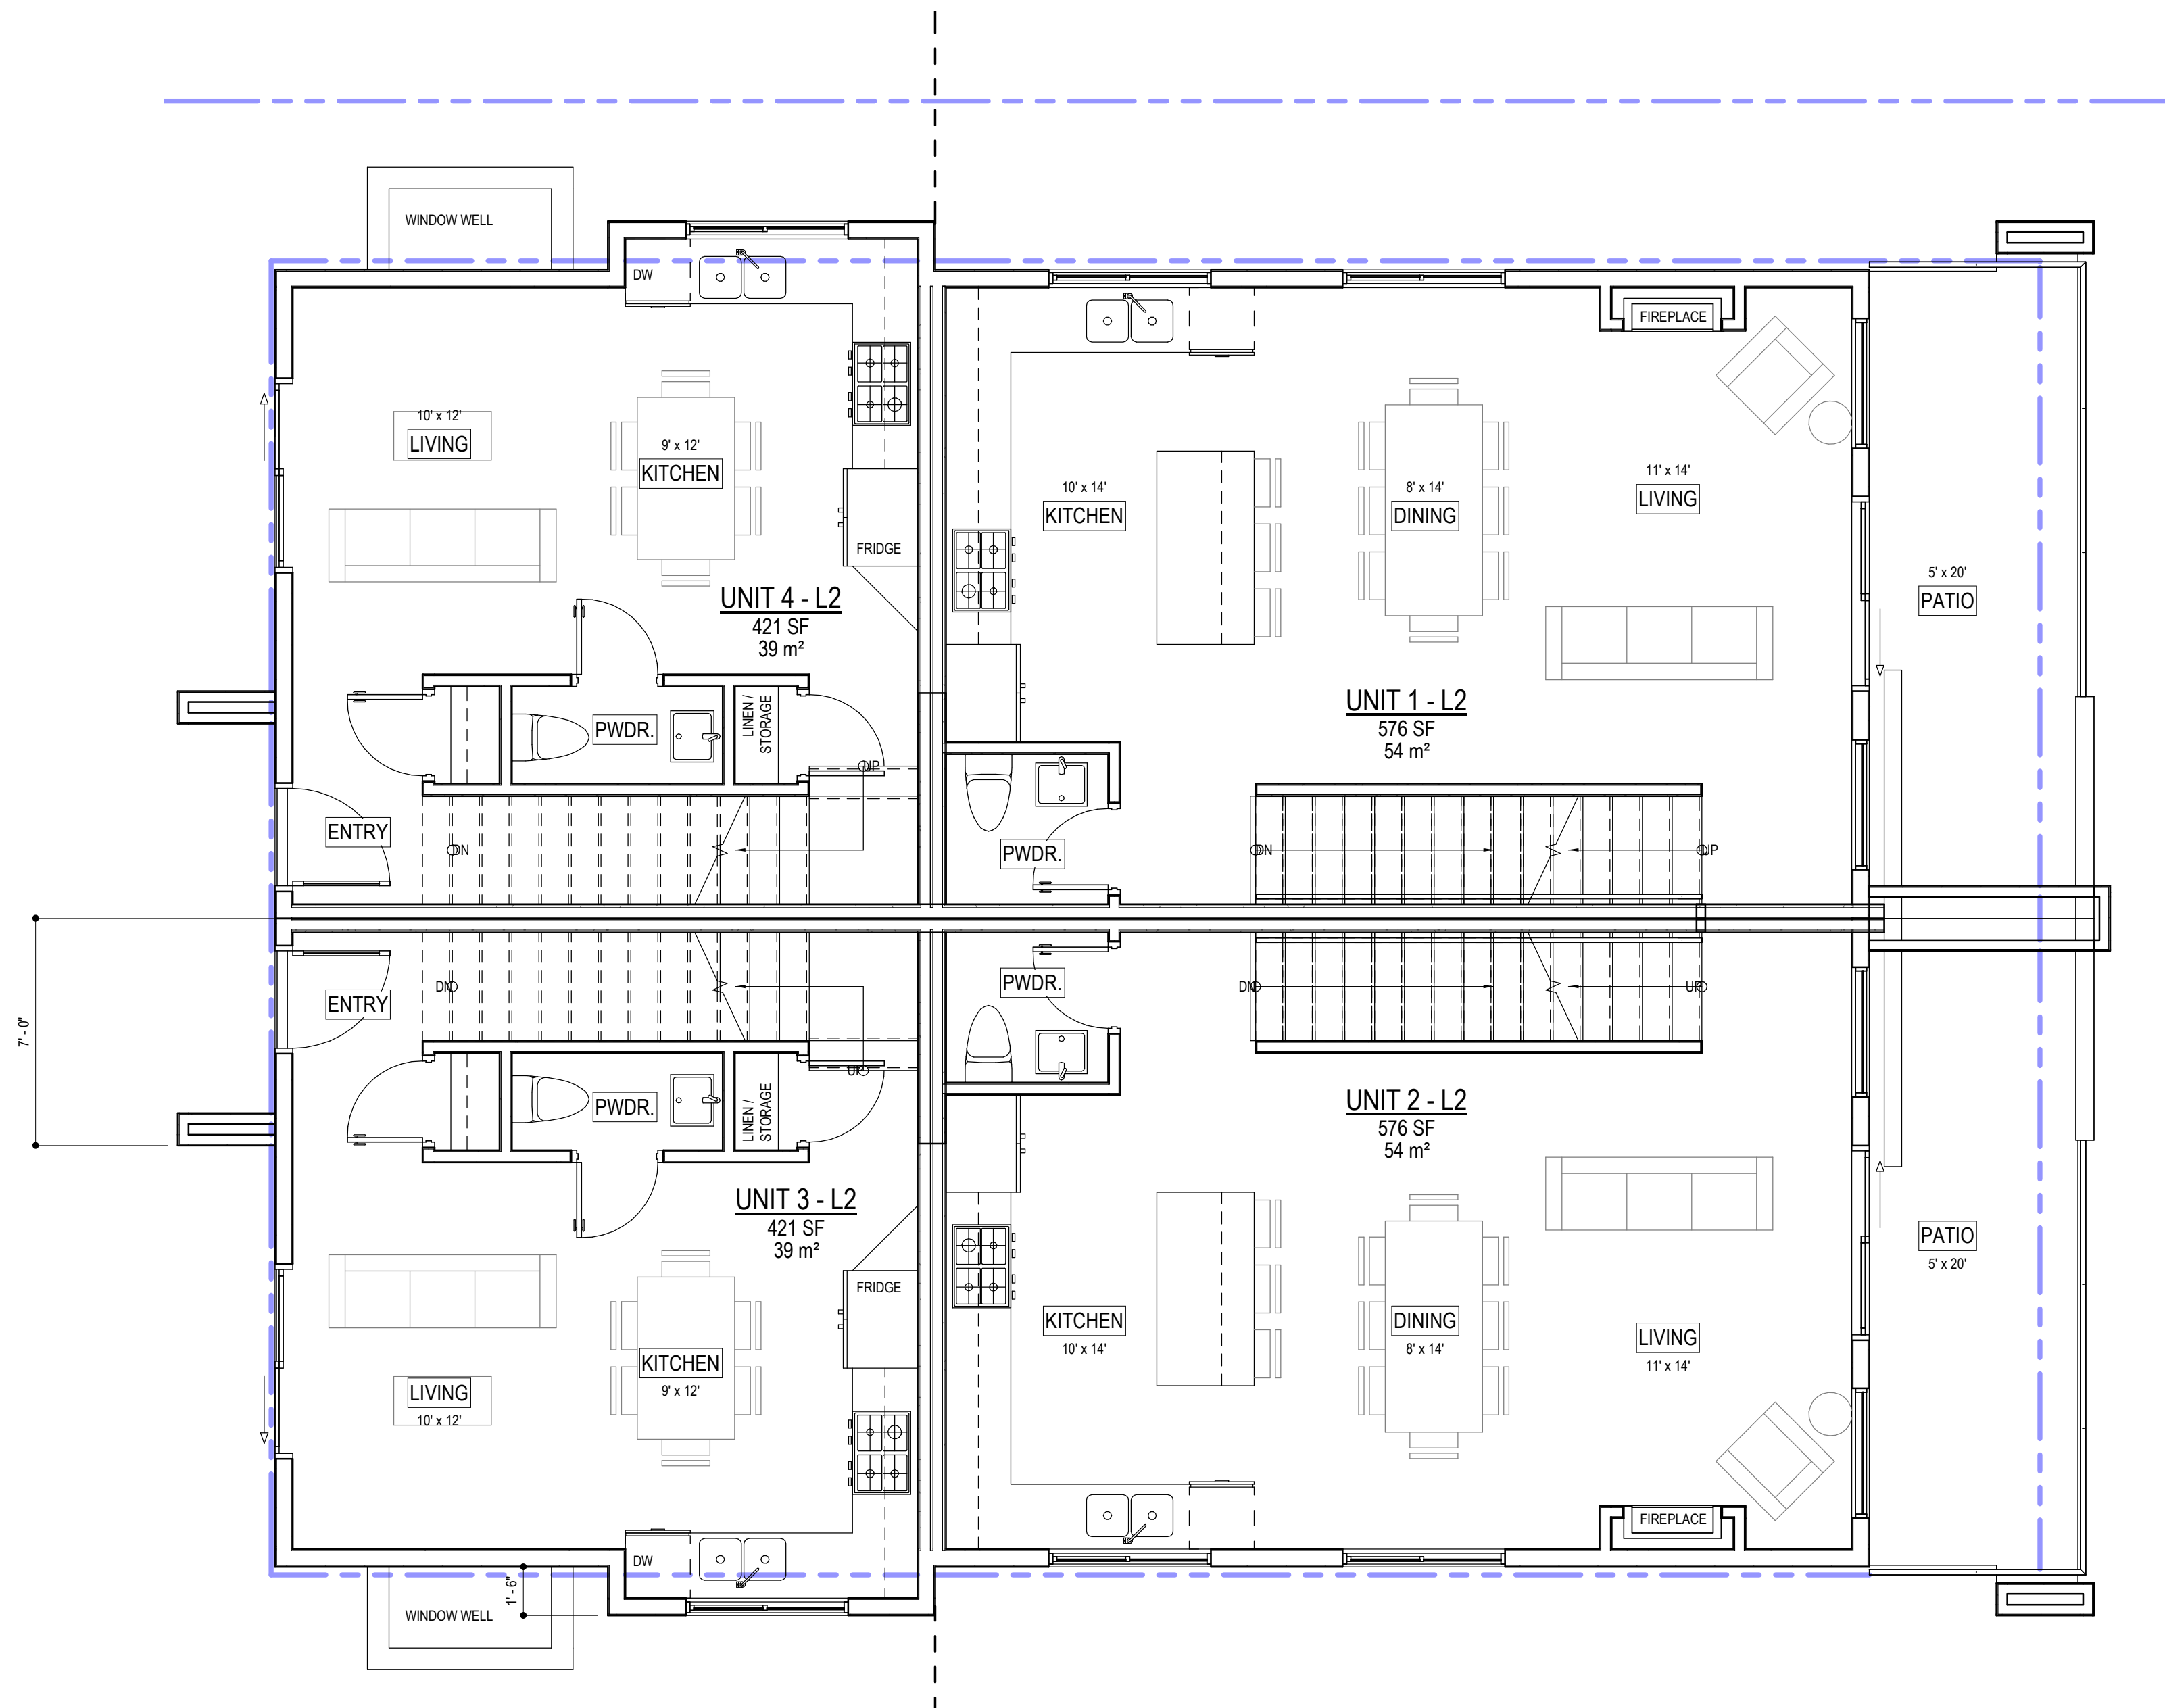 WINDOW WELL
DW
FIREPLACE
10' x 12'
LIVING
9' x 12'
KITCHEN
10' x 14'
KITCHEN
8' x 14'
DINING
11' x 14'
LIVING
FRIDGE
5' x 20'
PATIO
UNIT 4 - L2
421 SF
39 m²
UNIT 1 - L2
576 SF
54 m²
PWDR.
LINEN /
STORAGE
UP
ENTRY
DN
PWDR.
DN
UP
7' - 0"
ENTRY
DN
PWDR.
DN
UP
UP
PWDR.
LINEN /
STORAGE
UNIT 2 - L2
576 SF
54 m²
UNIT 3 - L2
421 SF
39 m²
PATIO
5' x 20'
FRIDGE
KITCHEN
9' x 12'
LIVING
10' x 12'
KITCHEN
10' x 14'
DINING
8' x 14'
LIVING
11' x 14'
FIREPLACE
DW
1' - 6"
WINDOW WELL